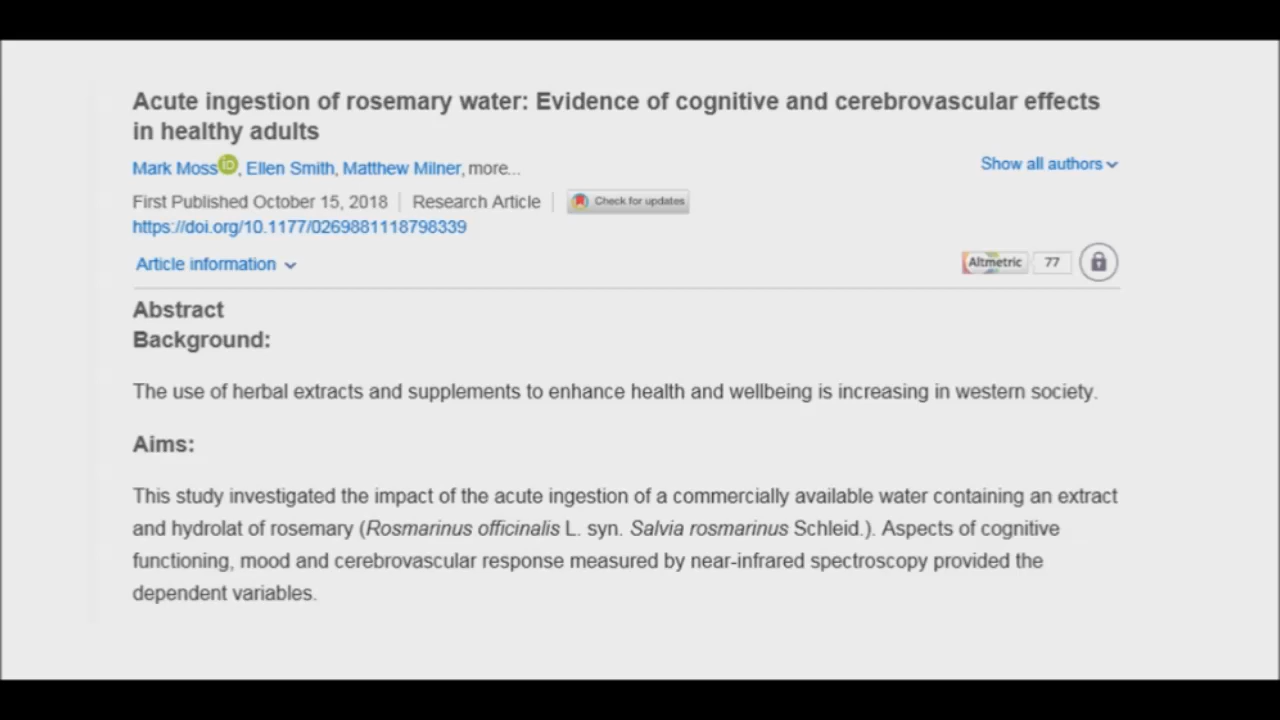 Acute ingestion of rosemary water: Evidence of cognitive and cerebrovascular effects
in healthy adults
Mark Moss iD, Ellen Smith, Matthew Milner, more...
Show all authors
First Published October 15, 2018 | Research Article | Check for updates
https://doi.org/10.1177/0269881118798339
Article information
Altmetric 77
Abstract
Background:
The use of herbal extracts and supplements to enhance health and wellbeing is increasing in western society.
Aims:
This study investigated the impact of the acute ingestion of a commercially available water containing an extract
and hydrolat of rosemary (Rosmarinus officinalis L. syn. Salvia rosmarinus Schleid.). Aspects of cognitive
functioning, mood and cerebrovascular response measured by near-infrared spectroscopy provided the
dependent variables.